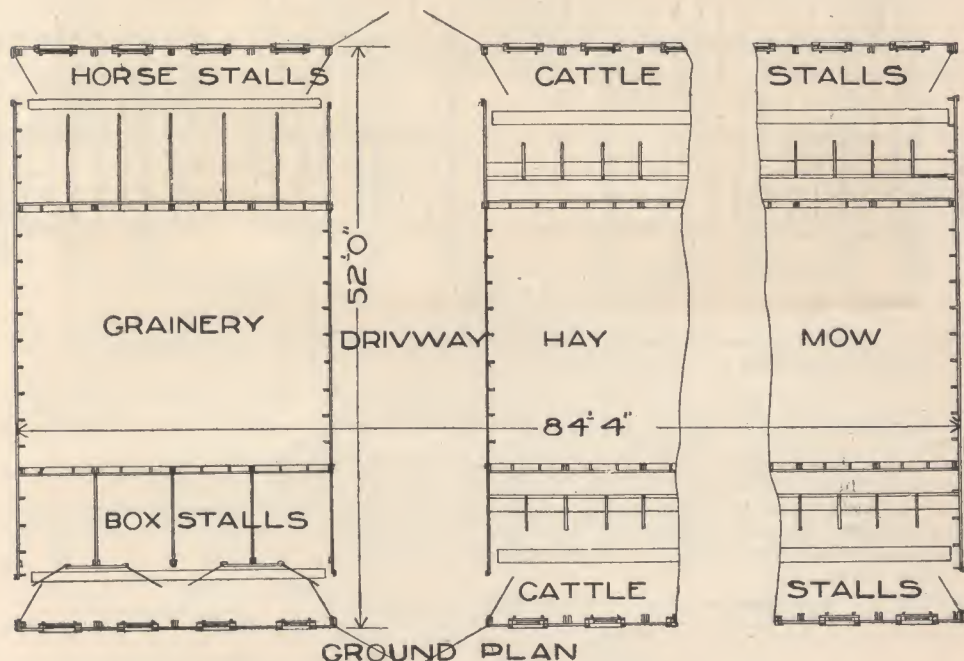 HORSE STALLS
CATTLE STALLS
52'-0"
GRAINERY
DRIVWAY
HAY MOW
84'-4"
BOX STALLS
CATTLE STALLS
GROUND PLAN